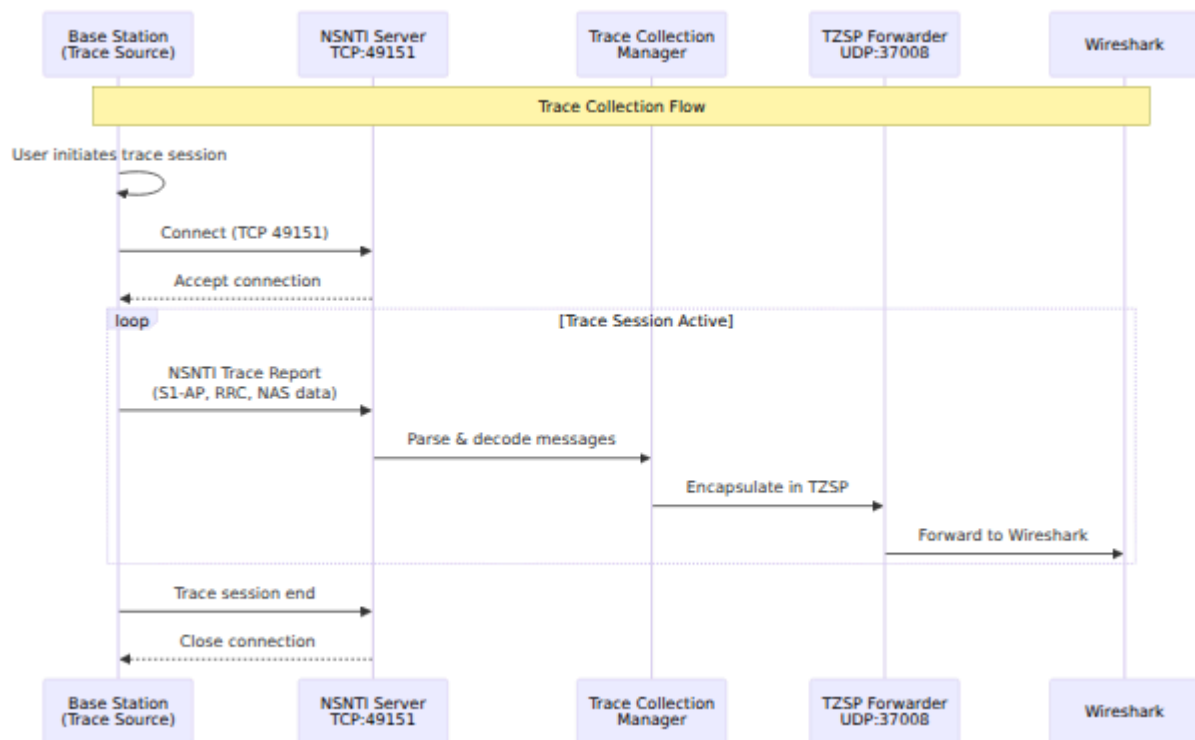 Base Station
(Trace Source)
NSNTI Server
TCP:49151
Trace Collection
Manager
TZSP Forwarder
UDP:37008
Wireshark
Trace Collection Flow
User initiates trace session
Connect (TCP 49151)
Accept connection
loop
[Trace Session Active]
NSNTI Trace Report
(S1-AP, RRC, NAS data)
Parse & decode messages
Encapsulate in TZSP
Forward to Wireshark
Trace session end
Close connection
Base Station
(Trace Source)
NSNTI Server
TCP:49151
Trace Collection
Manager
TZSP Forwarder
UDP:37008
Wireshark